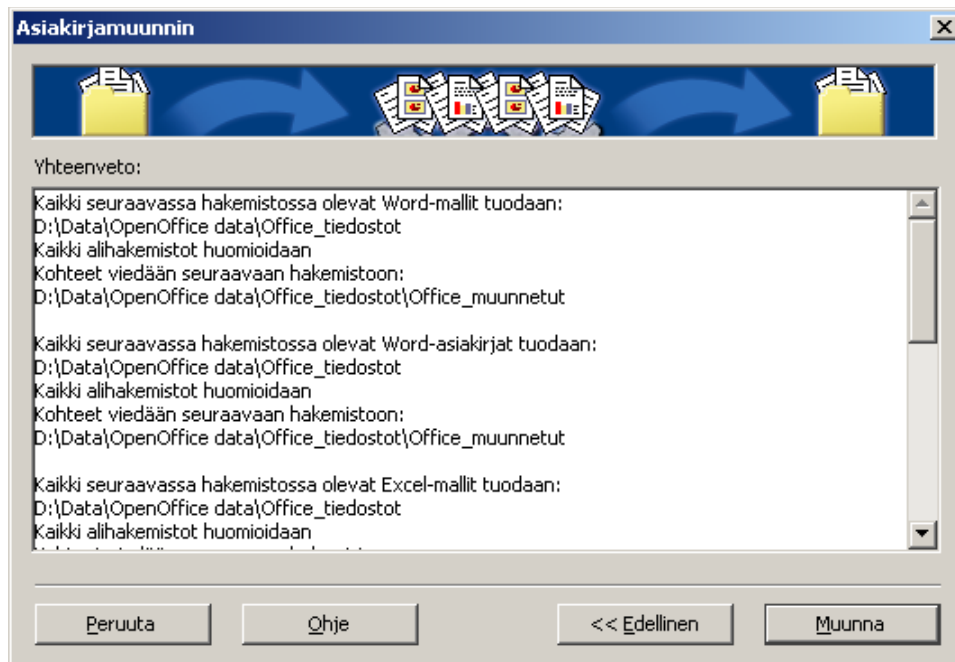 Asiakirjamuunnin
Yhteenveto:
Kaikki seuraavassa hakemistossa olevat Word-mallit tuodaan:
D:\Data\OpenOffice data\Office_tiedostot
Kaikki alihakemistot huomioidaan
Kohteet viedään seuraavaan hakemistoon:
D:\Data\OpenOffice data\Office_tiedostot\Office_muunnetut
Kaikki seuraavassa hakemistossa olevat Word-asiakirjat tuodaan:
D:\Data\OpenOffice data\Office_tiedostot
Kaikki alihakemistot huomioidaan
Kohteet viedään seuraavaan hakemistoon:
D:\Data\OpenOffice data\Office_tiedostot\Office_muunnetut
Kaikki seuraavassa hakemistossa olevat Excel-mallit tuodaan:
D:\Data\OpenOffice data\Office_tiedostot
Kaikki alihakemistot huomioidaan
Peruuta
Ohje
<< Edellinen
Muunna